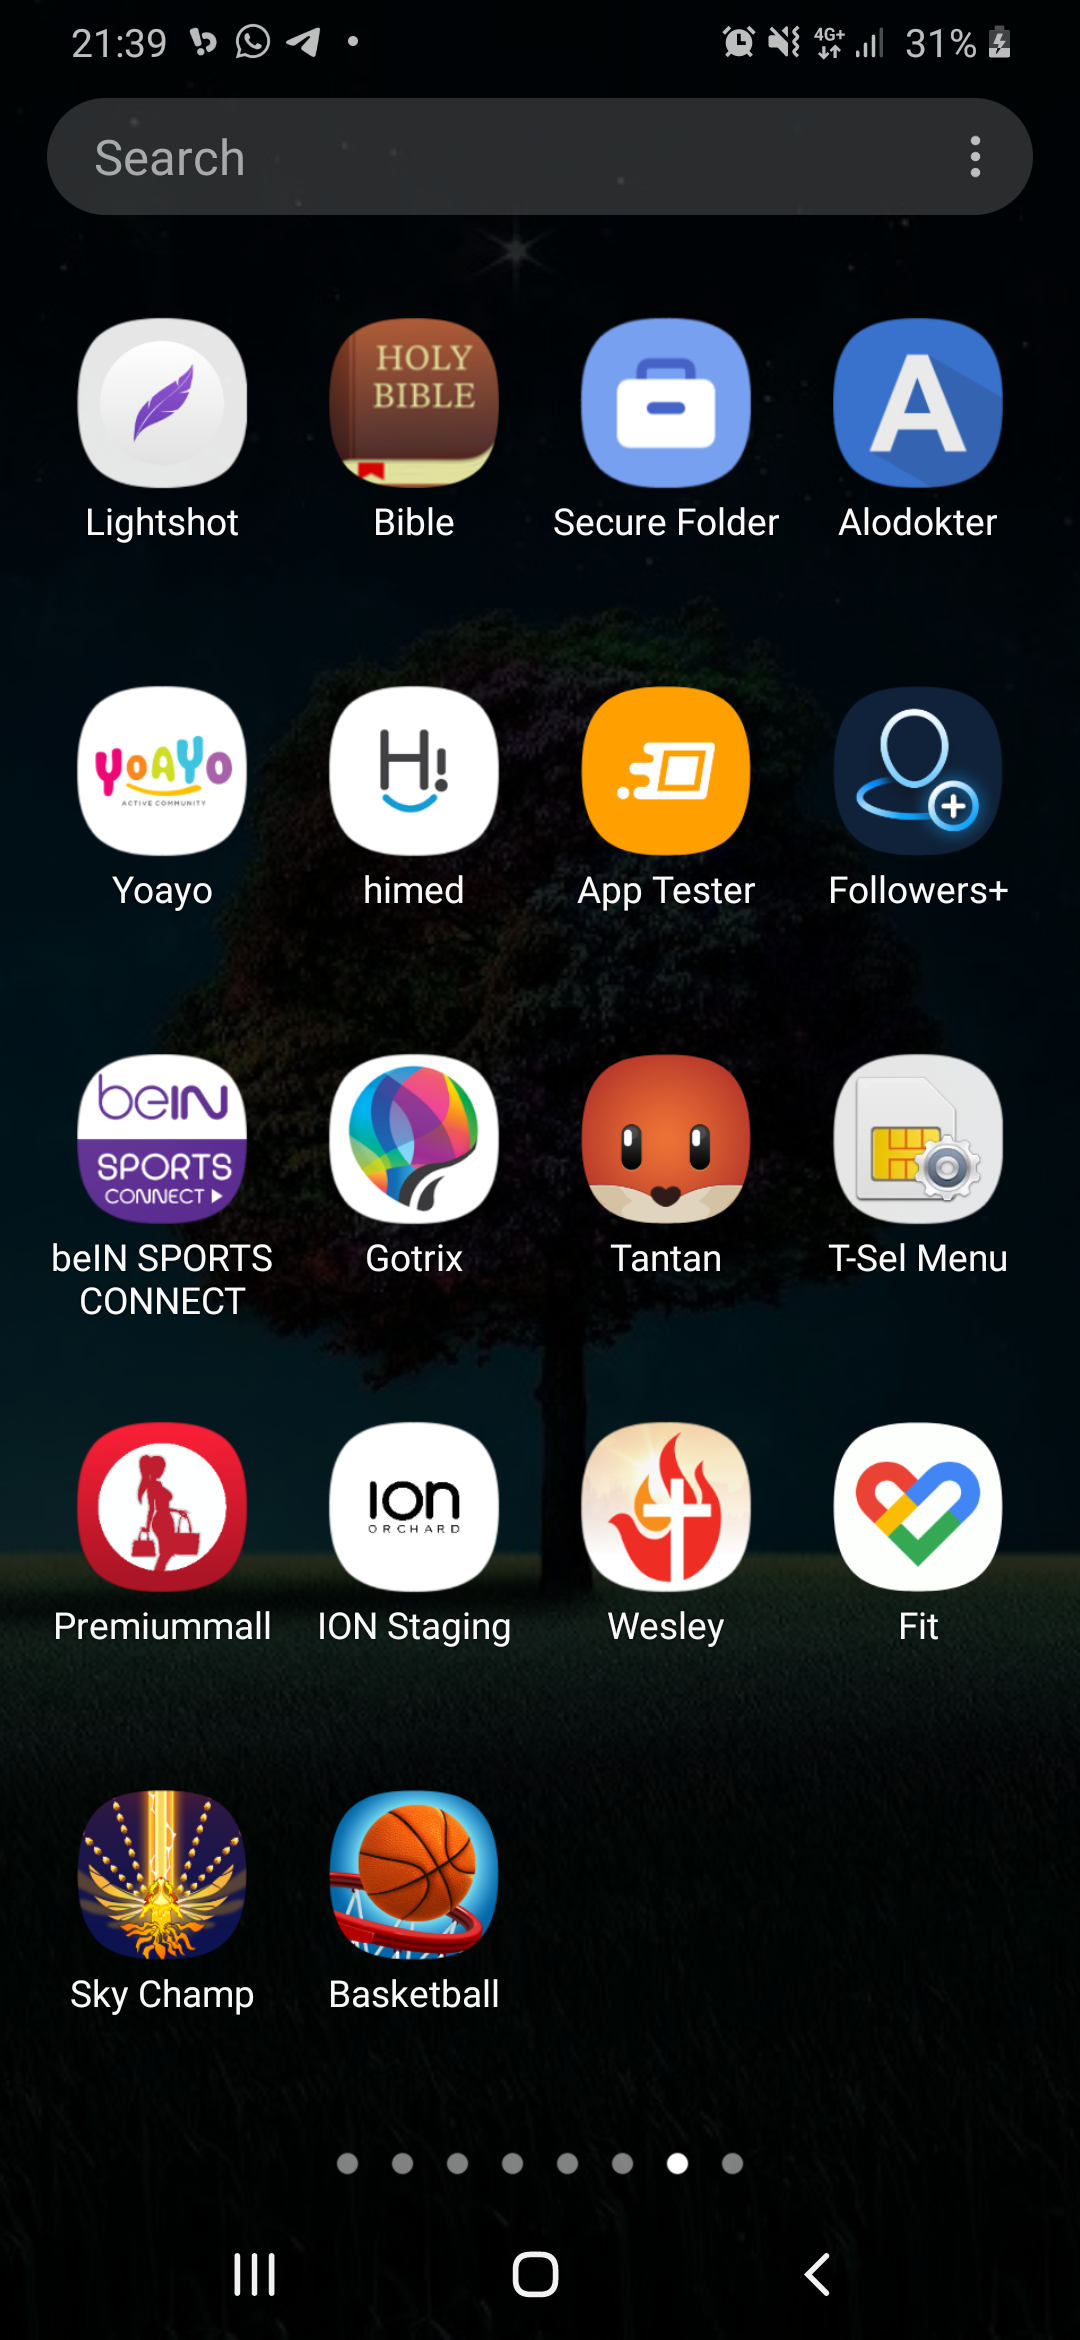 21:39
4G+
31%
Search
HOLY
BIBLE
A
Lightshot
Bible
Secure Folder
Alodokter
YoAYo
ACTIVE COMMUNITY
H!
Yoayo
himed
App Tester
Followers+
beIN
SPORTS
CONNECT
beIN SPORTS
CONNECT
Gotrix
Tantan
T-Sel Menu
ion
ORCHARD
Premiummall
ION Staging
Wesley
Fit
Sky Champ
Basketball